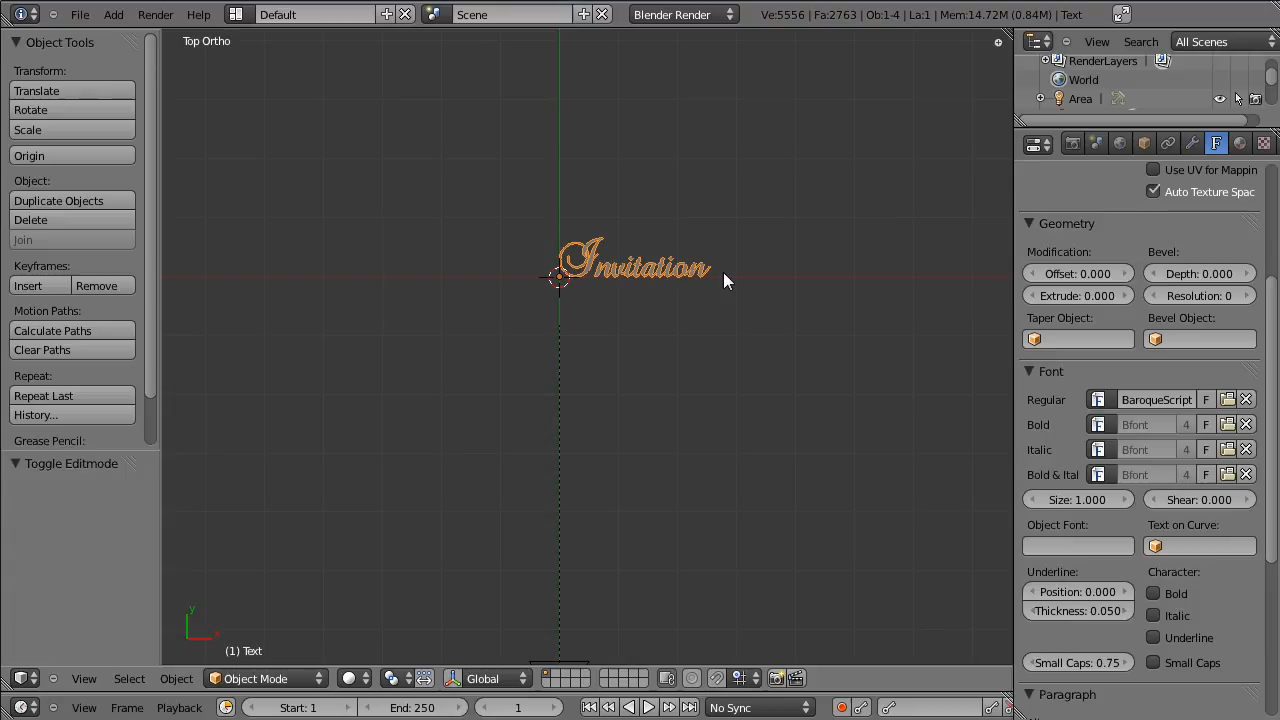 File Add Render Help Default Scene Blender Render Ve:5556 | Fa:2763 | Ob:1-4 | La:1 | Mem:14.72M (0.84M) | Text
Object Tools
Transform:
Translate
Rotate
Scale
Origin
Object:
Duplicate Objects
Delete
Join
Keyframes:
Insert Remove
Motion Paths:
Calculate Paths
Clear Paths
Repeat:
Repeat Last
History...
Grease Pencil:
Toggle Editmode
Top Ortho
Invitation
y
x
(1) Text
View Select Object Object Mode Global
View Frame Playback Start: 1 End: 250 1 No Sync
View Search All Scenes
RenderLayers |
World
Area |
F
Use UV for Mappin
Auto Texture Spac
Geometry
Modification: Bevel:
Offset: 0.000 Depth: 0.000
Extrude: 0.000 Resolution: 0
Taper Object: Bevel Object:
Font
Regular F BaroqueScript F
Bold F Bfont 4 F
Italic F Bfont 4 F
Bold & Ital F Bfont 4 F
Size: 1.000 Shear: 0.000
Object Font: Text on Curve:
Underline: Character:
Position: 0.000 Bold
Thickness: 0.050 Italic
Underline
Small Caps: 0.75 Small Caps
Paragraph